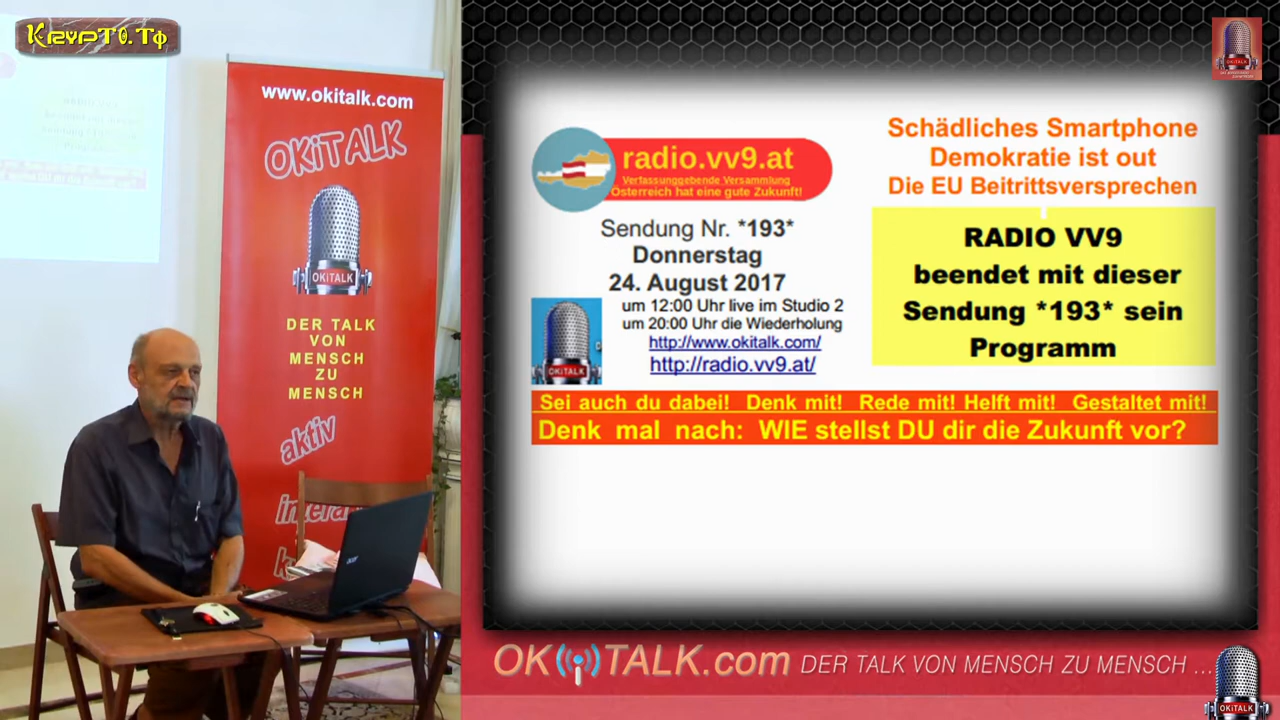 KRYPT0.Tφ
www.okitalk.com
OKiTALK
OKiTALK
DER TALK
VON
MENSCH
ZU
MENSCH
aktiv
acer
OKiTALK
radio.vv9.at
Verfassunggebende Versammlung
Österreich hat eine gute Zukunft!
Sendung Nr. *193*
Donnerstag
24. August 2017
um 12:00 Uhr live im Studio 2
um 20:00 Uhr die Wiederholung
http://www.okitalk.com/
http://radio.vv9.at/
OKiTALK
Schädliches Smartphone
Demokratie ist out
Die EU Beitrittsversprechen
RADIO VV9
beendet mit dieser
Sendung *193* sein
Programm
Sei auch du dabei! Denk mit! Rede mit! Helft mit! Gestaltet mit!
Denk mal nach: WIE stellst DU dir die Zukunft vor?
OKiTALK.com DER TALK VON MENSCH ZU MENSCH ...
OKiTALK